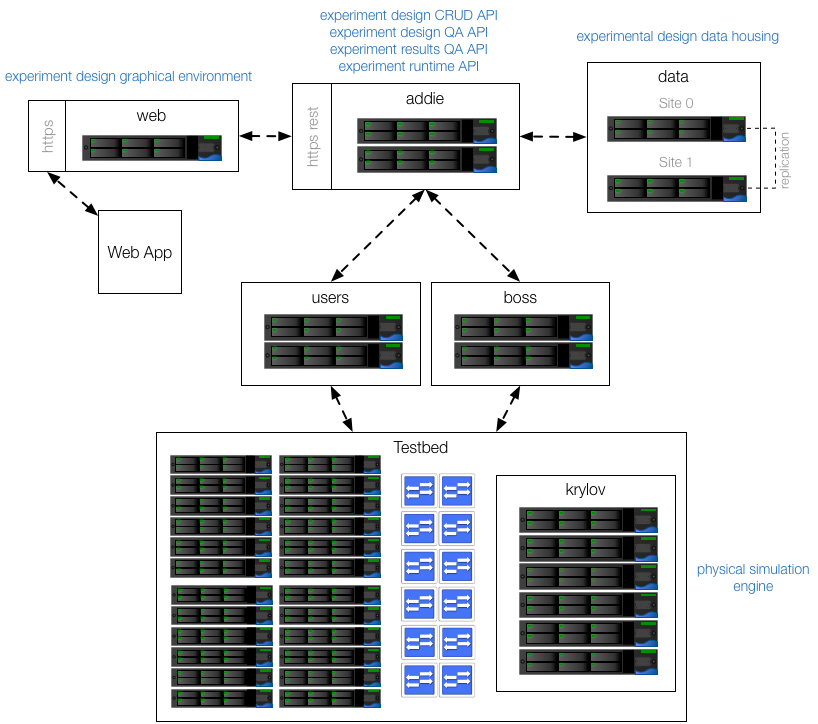 experiment design CRUD API
experiment design QA API
experiment results QA API
experiment runtime API
experimental design data housing
experiment design graphical environment
https
web
https rest
addie
data
Site 0
Site 1
replication
Web App
users
boss
Testbed
krylov
physical simulation
engine